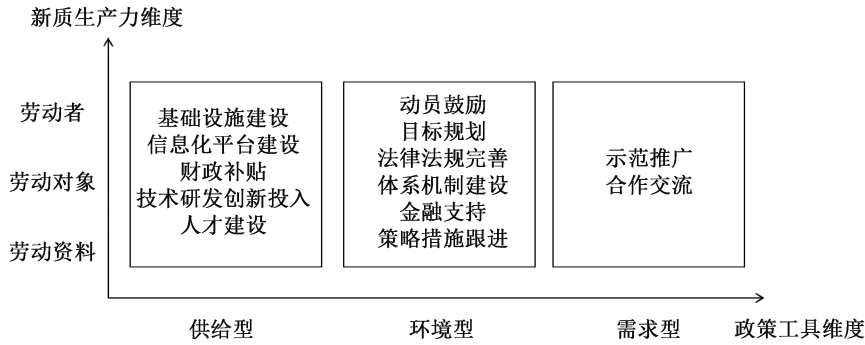 新质生产力维度
劳动者
劳动对象
劳动资料
基础设施建设
信息化平台建设
财政补贴
技术研发创新投入
人才建设
动员鼓励
目标规划
法律法规完善
体系机制建设
金融支持
策略措施跟进
示范推广
合作交流
供给型
环境型
需求型
政策工具维度